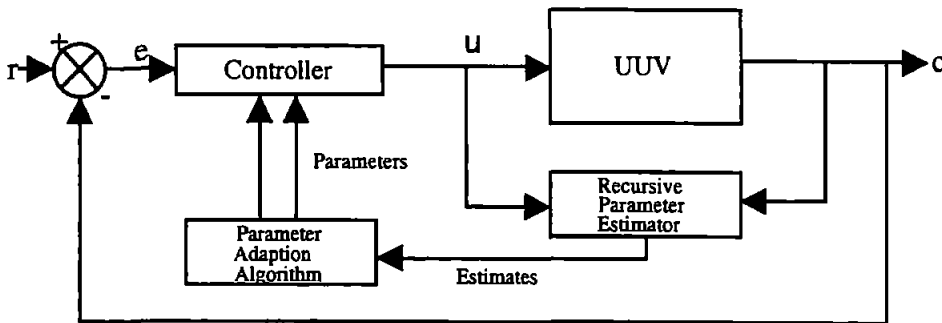 +
r
e
-
Controller
u
UUV
c
Parameters
Recursive
Parameter
Estimator
Parameter
Adaption
Algorithm
Estimates